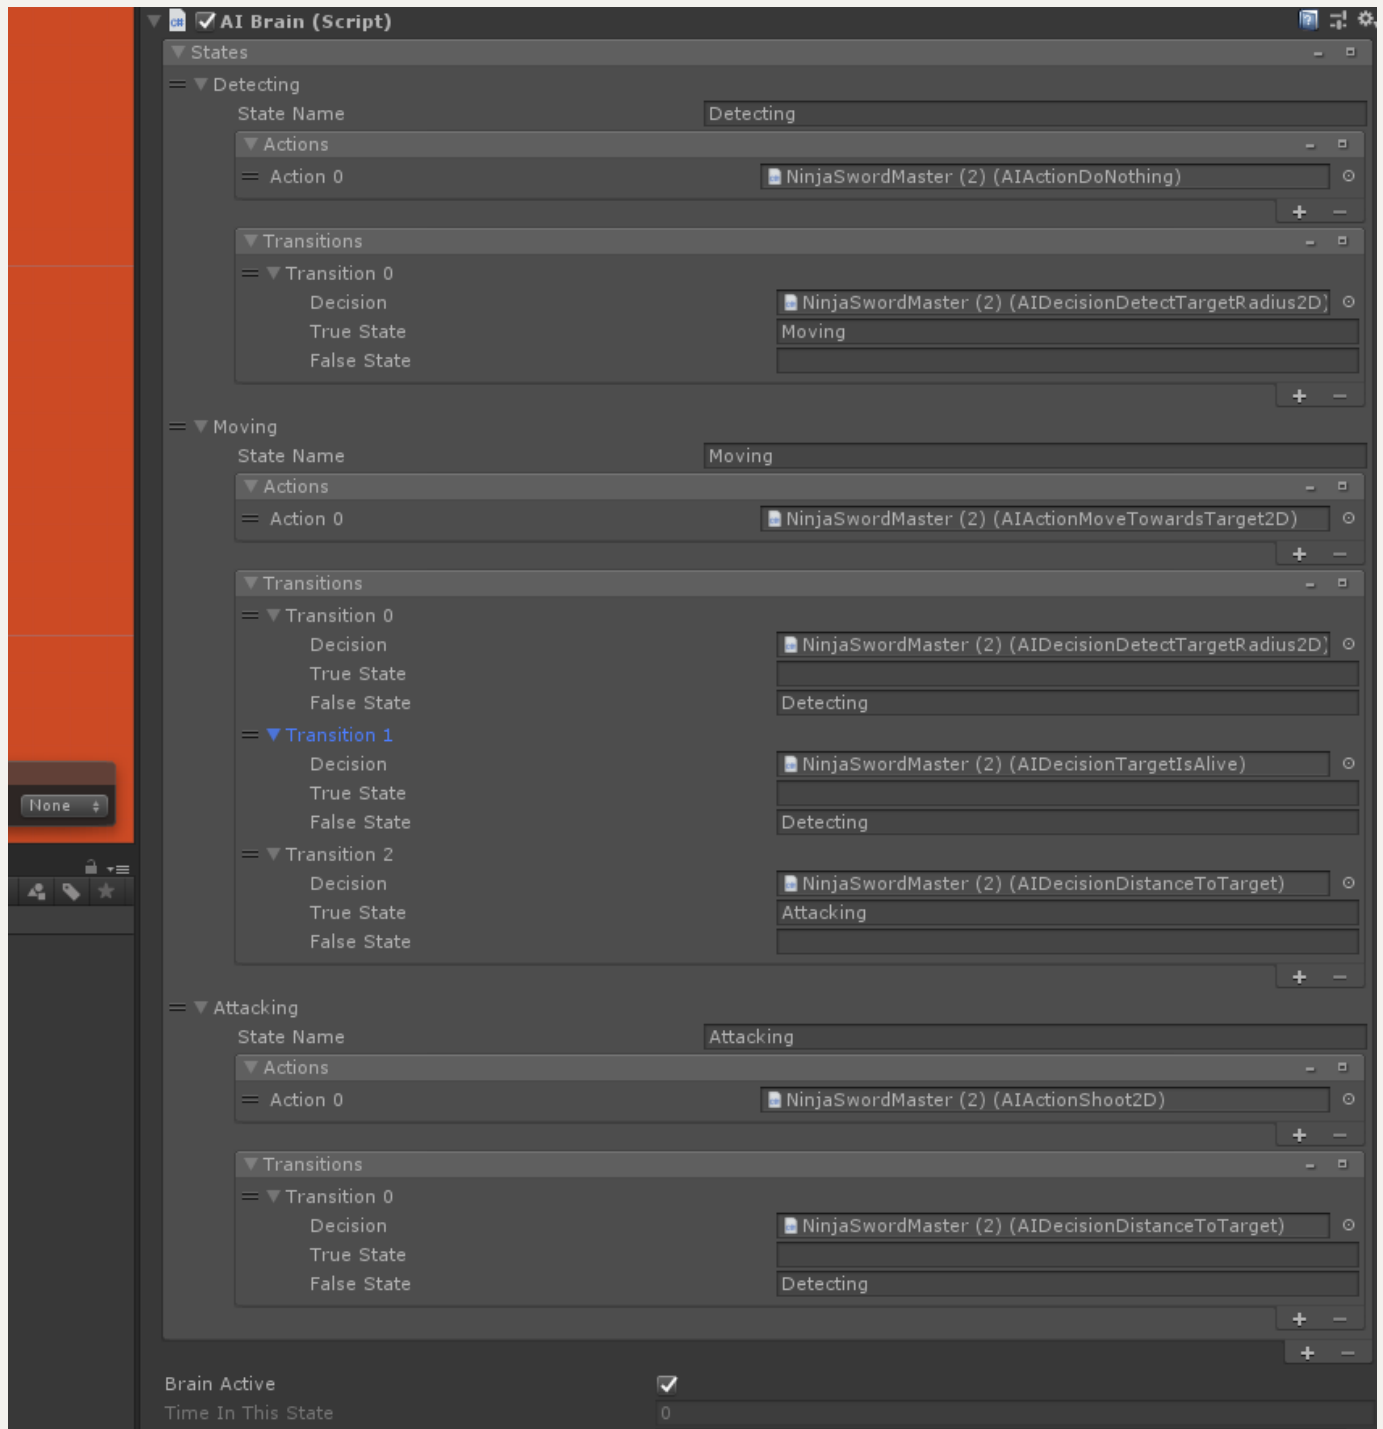 AI Brain (Script)
States
Detecting
State Name Detecting
Actions
Action 0 NinjaSwordMaster (2) (AIActionDoNothing)
Transitions
Transition 0
Decision NinjaSwordMaster (2) (AIDecisionDetectTargetRadius2D)
True State Moving
False State
Moving
State Name Moving
Actions
Action 0 NinjaSwordMaster (2) (AIActionMoveTowardsTarget2D)
Transitions
Transition 0
Decision NinjaSwordMaster (2) (AIDecisionDetectTargetRadius2D)
True State
False State Detecting
Transition 1
Decision NinjaSwordMaster (2) (AIDecisionTargetIsAlive)
True State
None
False State Detecting
Transition 2
Decision NinjaSwordMaster (2) (AIDecisionDistanceToTarget)
True State Attacking
False State
Attacking
State Name Attacking
Actions
Action 0 NinjaSwordMaster (2) (AIActionShoot2D)
Transitions
Transition 0
Decision NinjaSwordMaster (2) (AIDecisionDistanceToTarget)
True State
False State Detecting
Brain Active
Time In This State 0